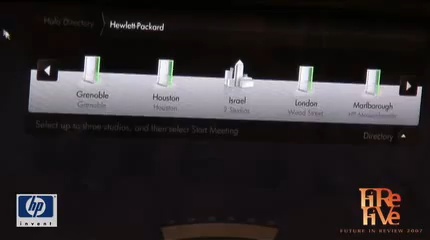 Halo Directory Hewlett-Packard
Grenoble Houston Israel London Marlborough
Grenoble Houston 2 Studios Wood Street
Select up to three studios, and then select Start Meeting
Directory
hp
invent
FiRe
FiVe
FUTURE IN REVIEW 2007